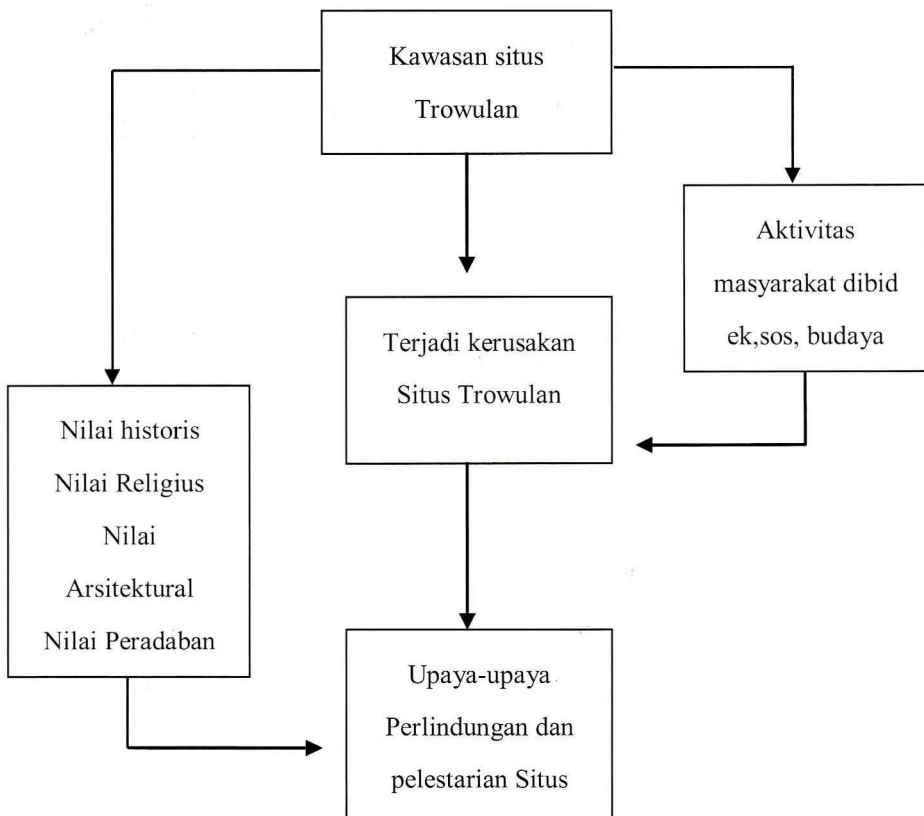 Kawasan situs
Trowulan
Aktivitas
masyarakat dibid
ek,sos, budaya
Terjadi kerusakan
Situs Trowulan
Nilai historis
Nilai Religius
Nilai
Arsitektural
Nilai Peradaban
Upaya-upaya
Perlindungan dan
pelestarian Situs